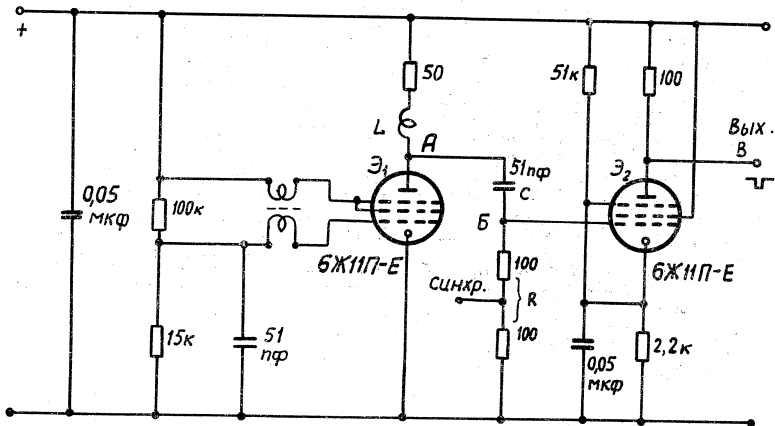 +
50
51к
100
L
А
Вых.
В
Э₁
51пф
С
Э₂
0,05
мкф
100к
Б
6Ж11П-Е
6Ж11П-Е
100
Синхр.
R
15к
51
пф
100
0,05
мкф
2,2к